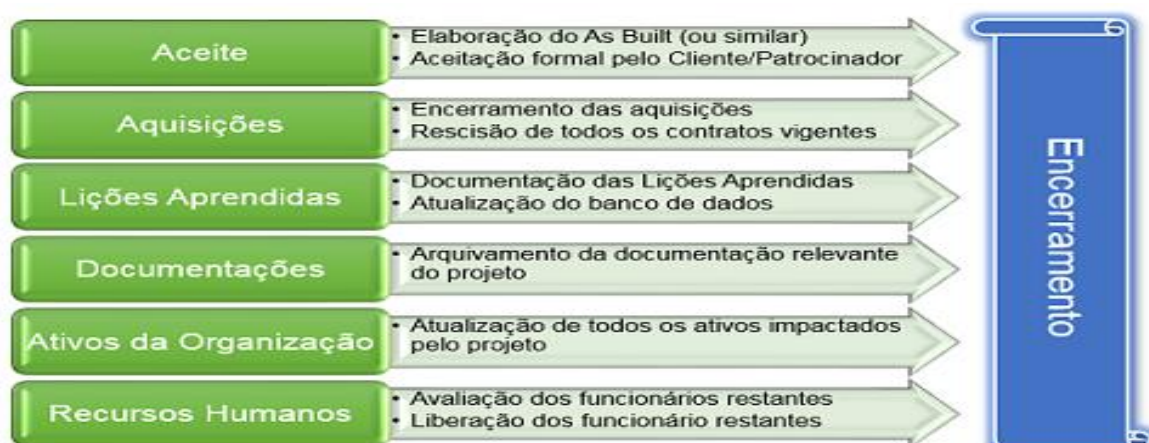 Aceite
• Elaboração do As Built (ou similar)
• Aceitação formal pelo Cliente/Patrocinador
Aquisições
• Encerramento das aquisições
• Rescisão de todos os contratos vigentes
Lições Aprendidas
• Documentação das Lições Aprendidas
• Atualização do banco de dados
Documentações
• Arquivamento da documentação relevante
do projeto
Ativos da Organização
• Atualização de todos os ativos impactados
pelo projeto
Recursos Humanos
• Avaliação dos funcionários restantes
• Liberação dos funcionário restantes
Encerramento